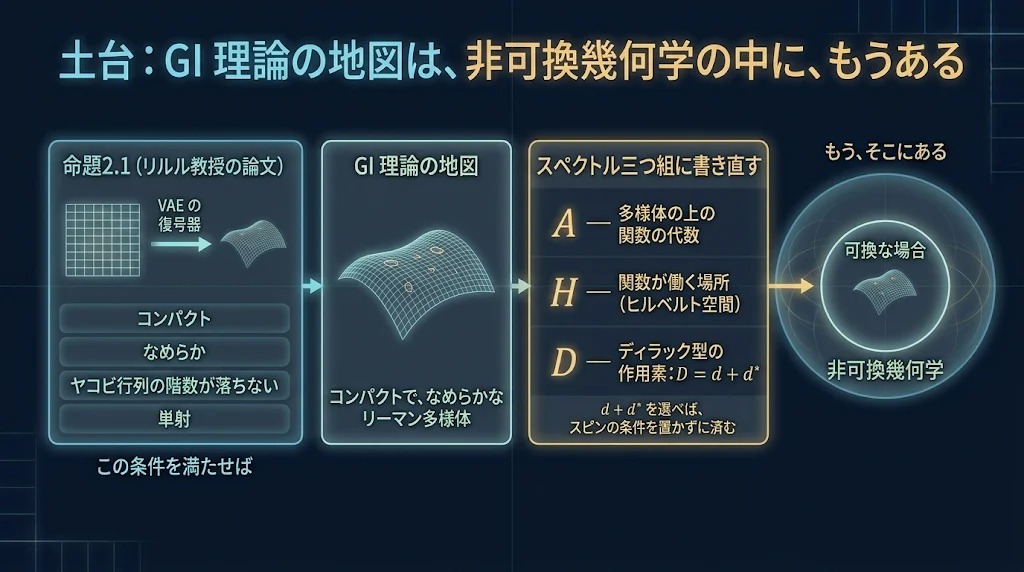 土台：GI 理論の地図は、非可換幾何学の中に、もうある
命題2.1（リルル教授の論文）
VAE の
復号器
コンパクト
なめらか
ヤコビ行列の階数が落ちない
単射
この条件を満たせば
GI 理論の地図
コンパクトで、なめらかな
リーマン多様体
スペクトル三つ組に書き直す
A — 多様体の上の
関数の代数
H — 関数が働く場所
（ヒルベルト空間）
D — ディラック型の
作用素：D = d + d*
d + d* を選べば、
スピンの条件を置かずに済む
もう、そこにある
可換な場合
非可換幾何学